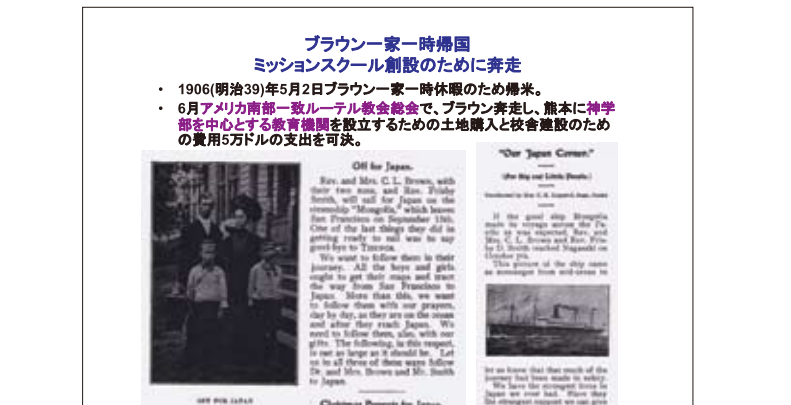 ブラウン一家一時帰国
ミッションスクール創設のために奔走
• 1906(明治39)年5月2日ブラウン一家一時休暇のため帰米。
• 6月アメリカ南部一致ルーテル教会総会で、ブラウン奔走し、熊本に神学
部を中心とする教育機関を設立するための土地購入と校舎建設のため
の費用5万ドルの支出を可決。
Off for Japan.
Rev. and Mrs. C. L. Brown, with
their two sons, and Rev. Frisby
Smith, will sail for Japan on the
steamship "Mongolia," which leaves
San Francisco on September 18th.
One of the last things they did in
getting ready to sail was to say
good-bye to
We want to follow them in their
journey. All the boys and girls
ought to get their maps and tract
the way from San Francisco to
Japan. More than this, we want
to follow them with our prayers,
day by day, as they are on the ocean
and after they reach Japan. We
need to follow them, also, with our
gifts. The following, in this respect,
is not as large as it should be. Let
us in all three of these ways follow
Dr. and Mrs. Brown and Mr. Smith
to Japan.
OFF FOR JAPAN
"Our Japan Corner."
(For Big and Little People.)
If the good ship Mongolia
made its voyage across the Pa-
cific as was expected, Rev. and
Mrs. C. L. Brown and Rev. Fris-
by D. Smith reached Nagasaki on
October
This picture of the ship came
as messenger from mid-ocean to
let us know that that much of the
journey had been made in safety.
We have the strongest force in
Japan we ever had. Since they
the strongest support we can give